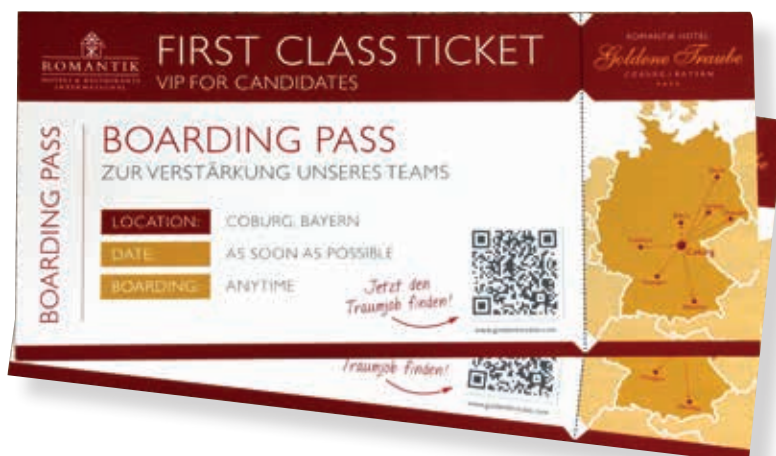 ROMANTIK
HOTELS & RESTAURANTS
INTERNATIONAL
FIRST CLASS TICKET
VIP FOR CANDIDATES
ROMANTIK HOTEL
Goldene Traube
COBURG / BAYERN
BOARDING PASS
BOARDING PASS
ZUR VERSTÄRKUNG UNSERES TEAMS
LOCATION: COBURG, BAYERN
DATE: AS SOON AS POSSIBLE
BOARDING: ANYTIME
Jetzt den
Traumjob finden!
Coburg
Traumjob finden!